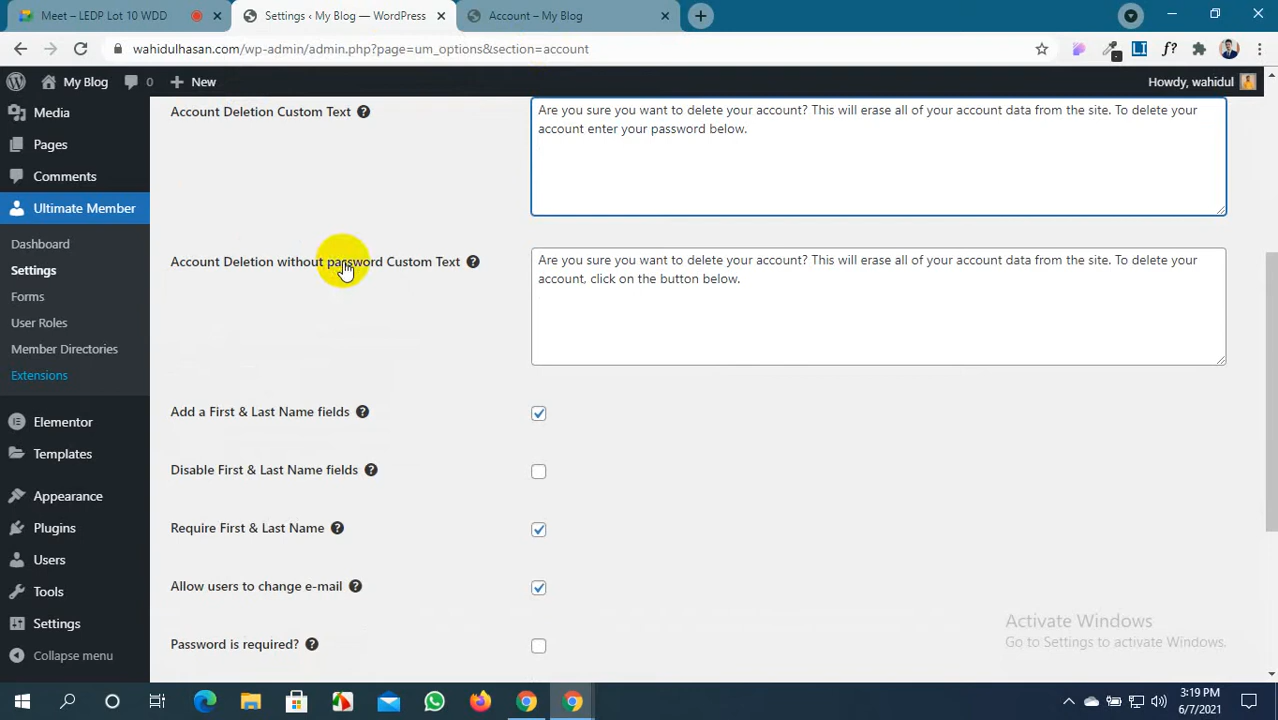 Meet – LEDP Lot 10 WDD
Settings ‹ My Blog — WordPress
Account – My Blog
wahidulhasan.com/wp-admin/admin.php?page=um_options&section=account
My Blog
0
New
Howdy, wahidul
Media
Pages
Comments
Ultimate Member
Dashboard
Settings
Forms
User Roles
Member Directories
Extensions
Elementor
Templates
Appearance
Plugins
Users
Tools
Settings
Collapse menu
Account Deletion Custom Text
Are you sure you want to delete your account? This will erase all of your account data from the site. To delete your
account enter your password below.
Account Deletion without password Custom Text
Are you sure you want to delete your account? This will erase all of your account data from the site. To delete your
account, click on the button below.
Add a First & Last Name fields
Disable First & Last Name fields
Require First & Last Name
Allow users to change e-mail
Password is required?
Activate Windows
Go to Settings to activate Windows.
3:19 PM
6/7/2021